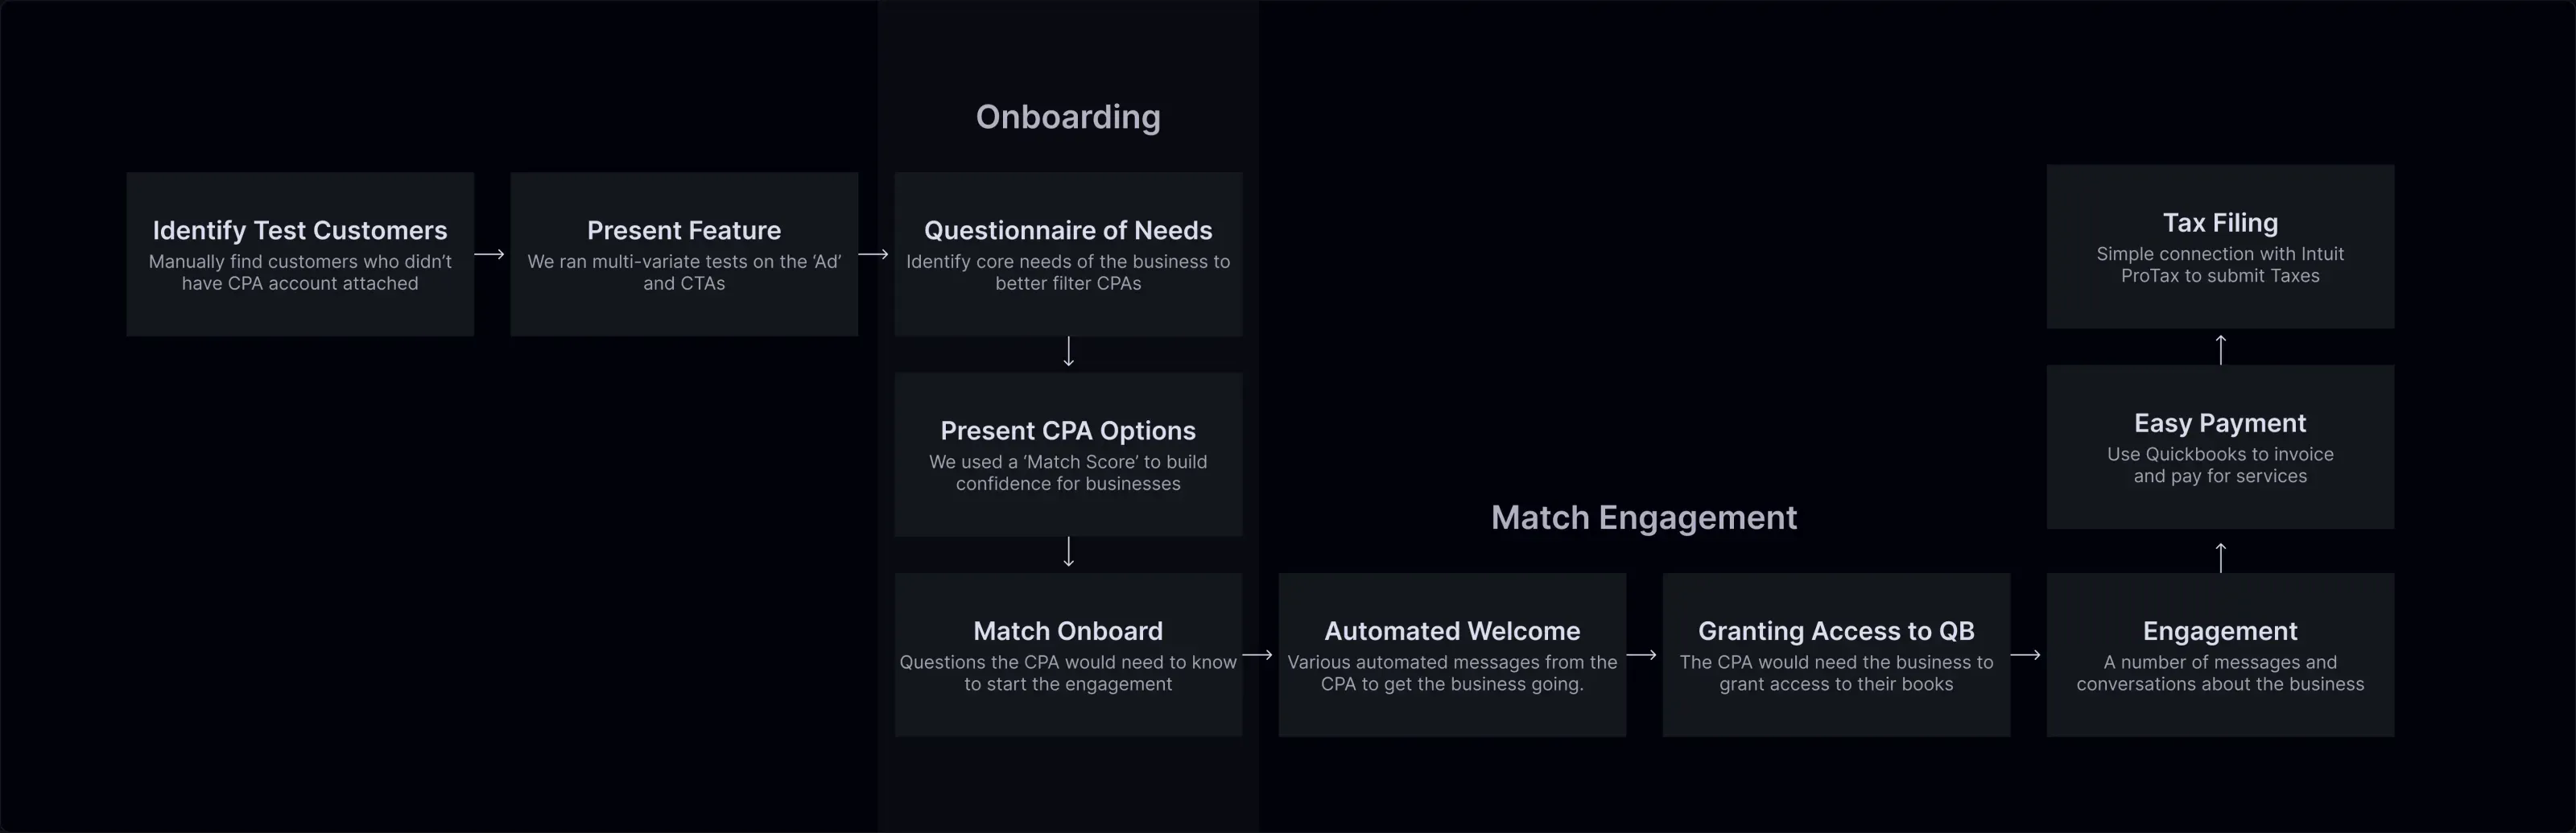 Onboarding
Identify Test Customers
Manually find customers who didn’t
have CPA account attached
Present Feature
We ran multi-variate tests on the ‘Ad’
and CTAs
Questionnaire of Needs
Identify core needs of the business to
better filter CPAs
Present CPA Options
We used a ‘Match Score’ to build
confidence for businesses
Match Onboard
Questions the CPA would need to know
to start the engagement
Match Engagement
Automated Welcome
Various automated messages from the
CPA to get the business going.
Granting Access to QB
The CPA would need the business to
grant access to their books
Engagement
A number of messages and
conversations about the business
Easy Payment
Use Quickbooks to invoice
and pay for services
Tax Filing
Simple connection with Intuit
ProTax to submit Taxes